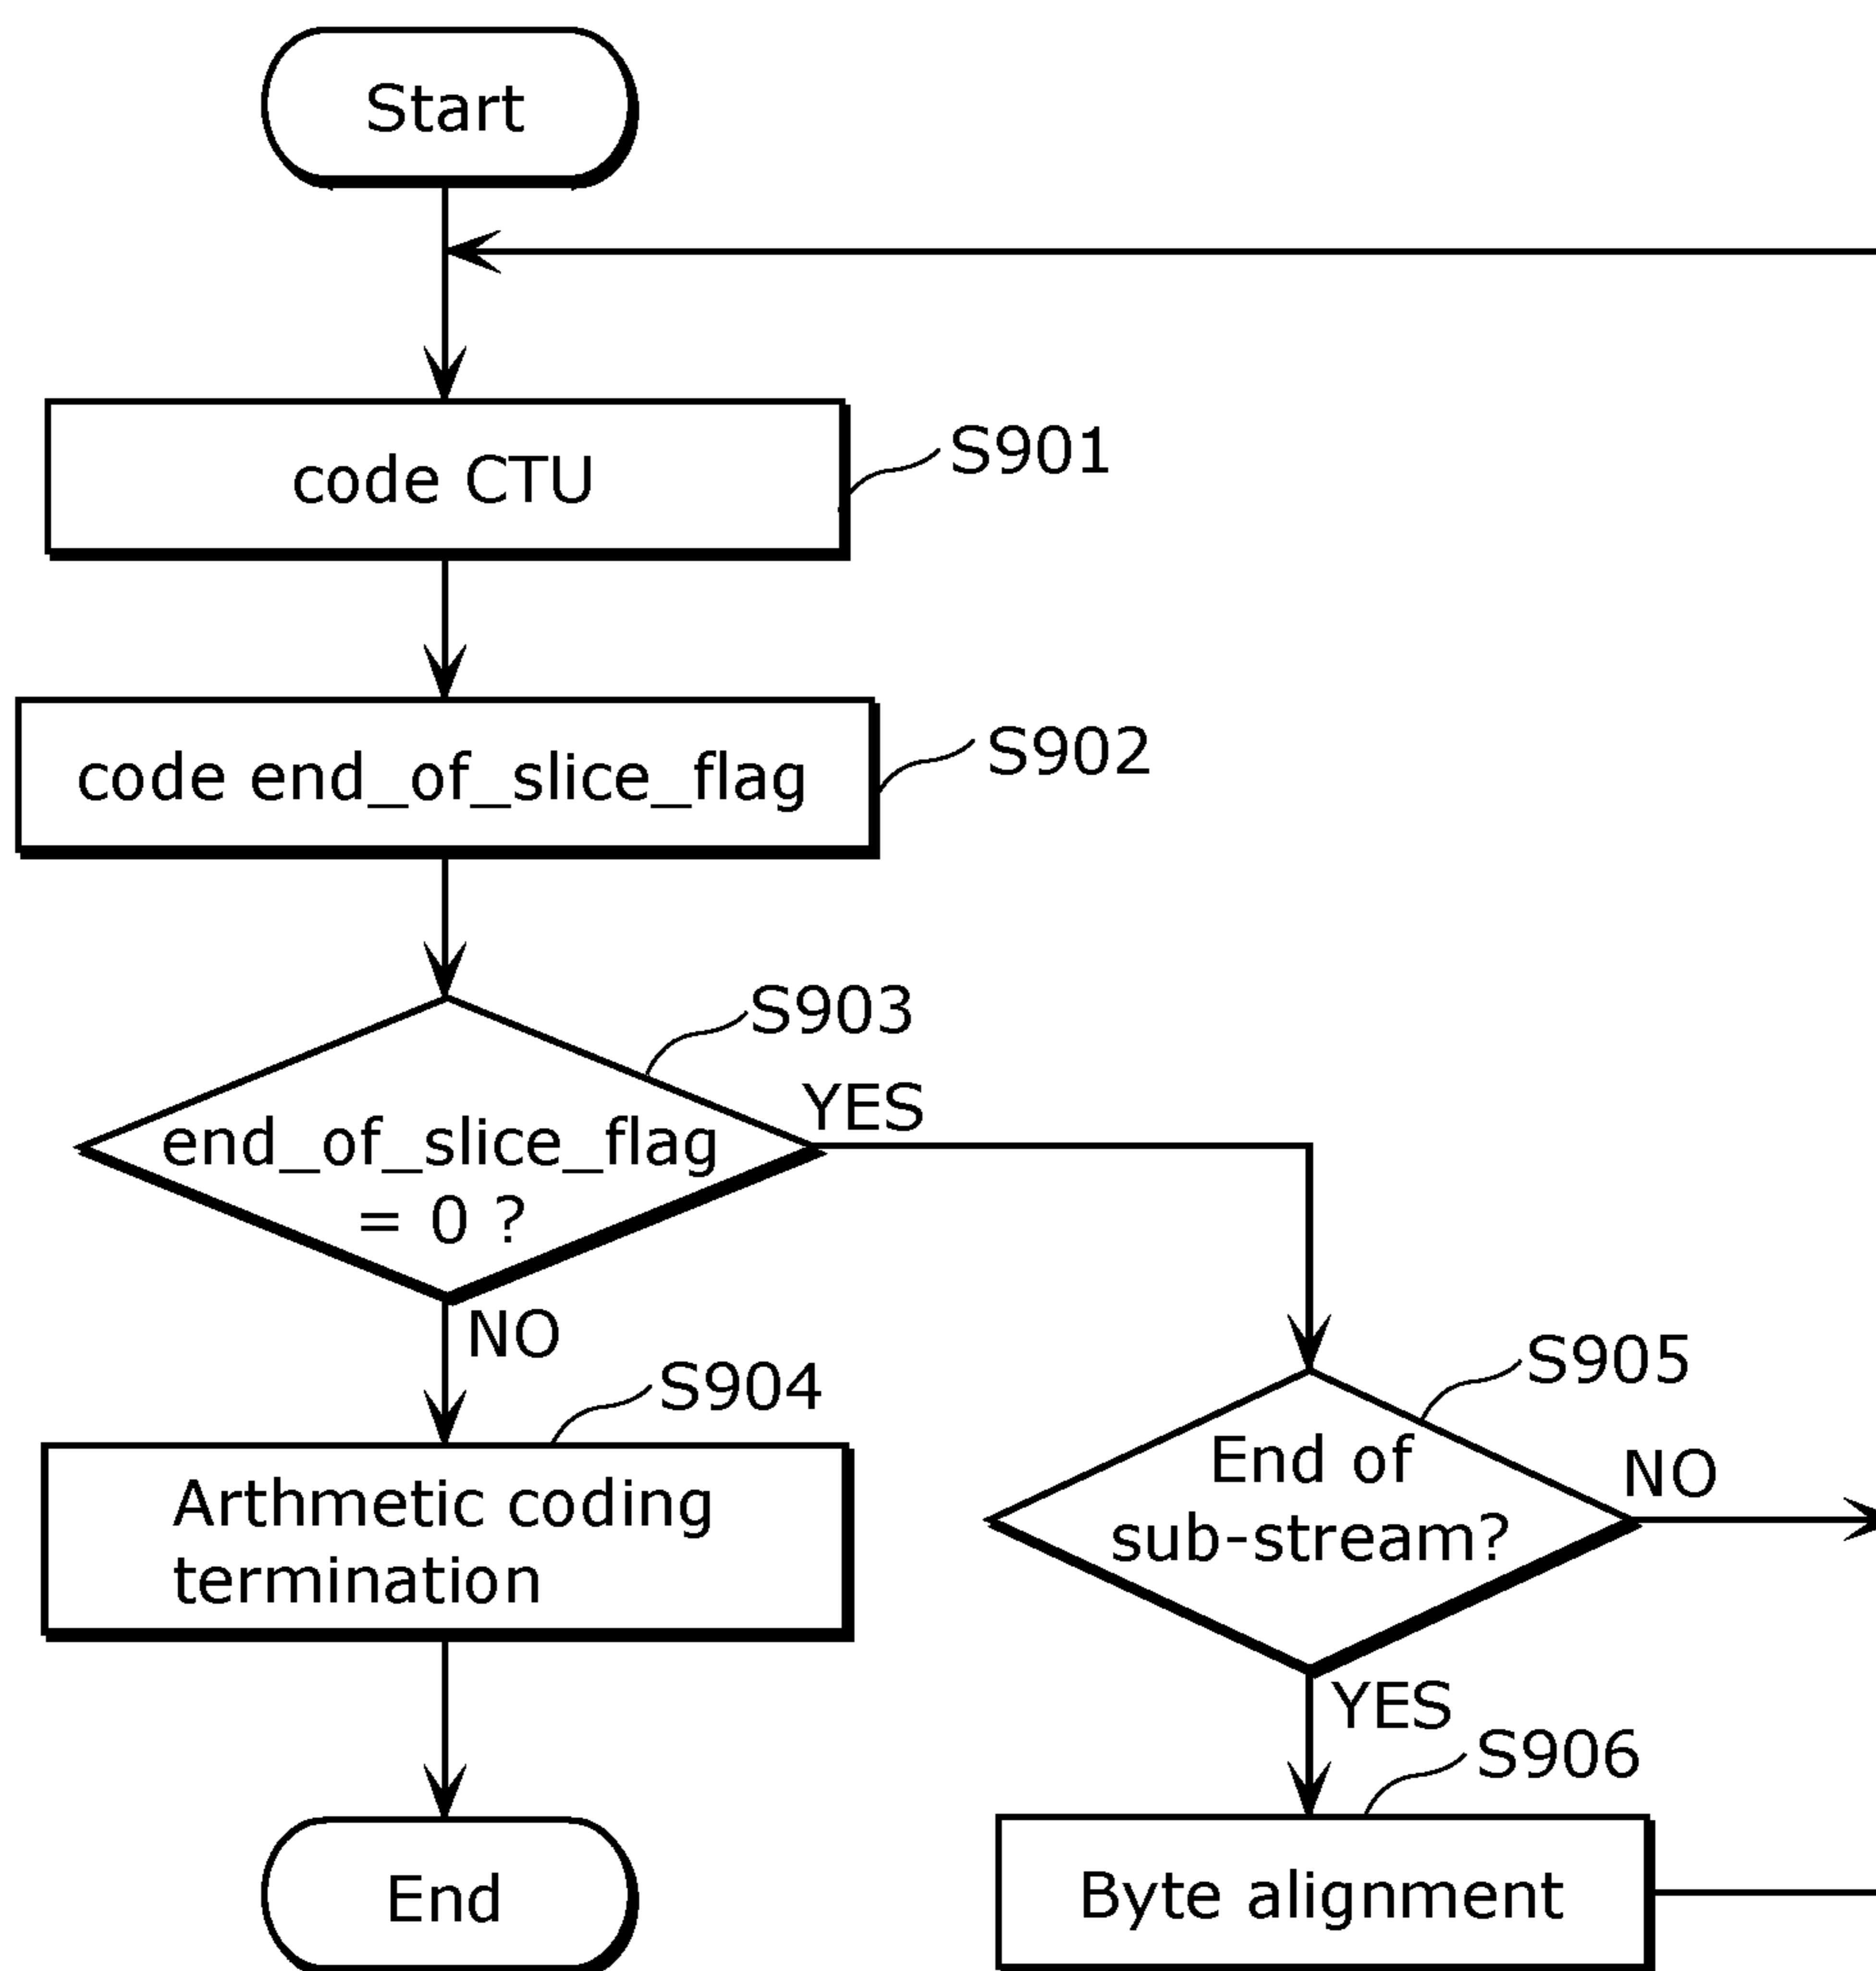 Start
code CTU
S901
code end_of_slice_flag
S902
S903
end_of_slice_flag
= 0 ?
YES
NO
S904
Arthmetic coding
termination
End
S905
End of
sub-stream?
NO
YES
S906
Byte alignment